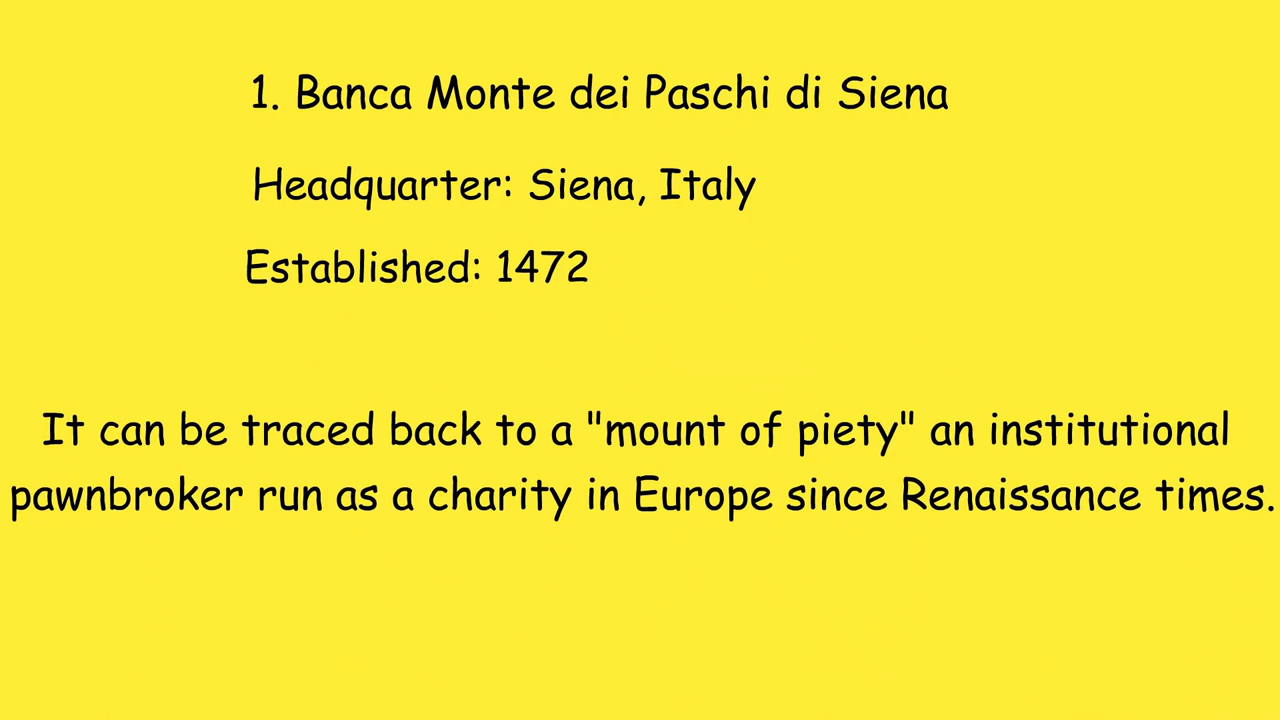 1. Banca Monte dei Paschi di Siena
Headquarter: Siena, Italy
Established: 1472
It can be traced back to a "mount of piety" an institutional
pawnbroker run as a charity in Europe since Renaissance times.